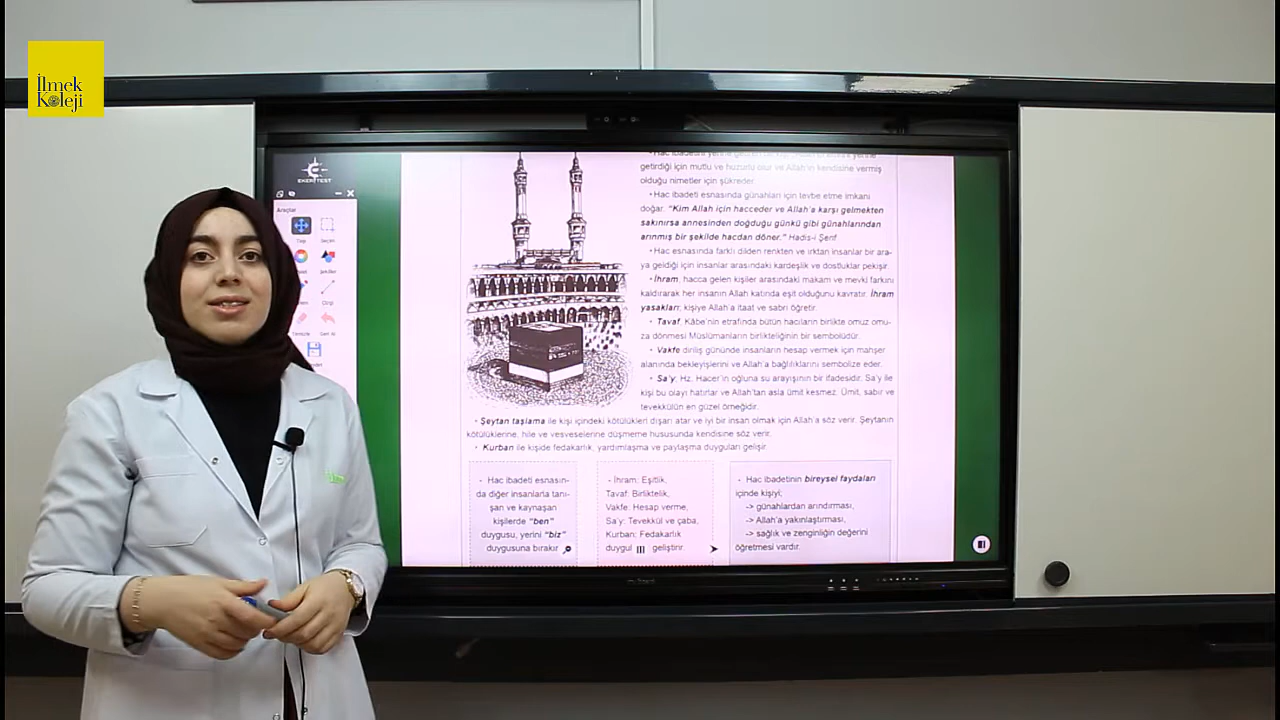 İlmek
Koleji
EKERİ TEST
Araçlar
Seçim
getirdiği için mutlu ve huzurlu olur ve Allah'ın kendisine vermiş
olduğu nimetler için şükreder.
• Hac ibadeti esnasında günahları için tevbe etme imkanı
doğar. "Kim Allah için hacceder ve Allah'a karşı gelmekten
sakınırsa annesinden doğduğu günkü gibi günahlarından
arınmış bir şekilde hacdan döner." Hadis-i Şerif
• Hac esnasında farklı dilden renkten ve ırktan insanlar bir ara-
ya geldiği için insanlar arasındaki kardeşlik ve dostluklar pekişir.
• İhram, hacca gelen kişiler arasındaki makam ve mevki farkını
kaldırarak her insanın Allah katında eşit olduğunu kavratır. İhram
yasakları; kişiye Allah'a itaat ve sabrı öğretir.
• Tavaf, Kâbe'nin etrafında bütün hacıların birlikte omuz omu-
za dönmesi Müslümanların birlikteliğinin bir sembolüdür.
• Vakfe diriliş gününde insanların hesap vermek için mahşer
alanında bekleyişlerini ve Allah'a bağlılıklarını sembolize eder.
• Sa'y; Hz. Hacer'in oğluna su arayışının bir ifadesidir. Sa'y ile
kişi bu olayı hatırlar ve Allah'tan asla ümit kesmez. Ümit, sabır ve
tevekkülün en güzel örneğidir.
• Şeytan taşlama ile kişi içindeki kötülükleri dışarı atar ve iyi bir insan olmak için Allah'a söz verir. Şeytanın
kötülüklerine, hile ve vesveselerine düşmeme hususunda kendisine söz verir.
• Kurban ile kişide fedakarlık, yardımlaşma ve paylaşma duyguları gelişir.
- Hac ibadeti esnasın-
da diğer insanlarla tanı-
şan ve kaynaşan
kişilerde "ben"
duygusu, yerini "biz"
duygusuna bırakır
- İhram: Eşitlik,
Tavaf: Birliktelik,
Vakfe: Hesap verme,
Sa'y: Tevekkül ve çaba,
Kurban: Fedakarlık
duygul geliştirir.
- Hac ibadetinin bireysel faydaları
içinde kişiyi;
-> günahlardan arındırması,
-> Allah'a yakınlaştırması,
-> sağlık ve zenginliğin değerini
öğretmesi vardır.